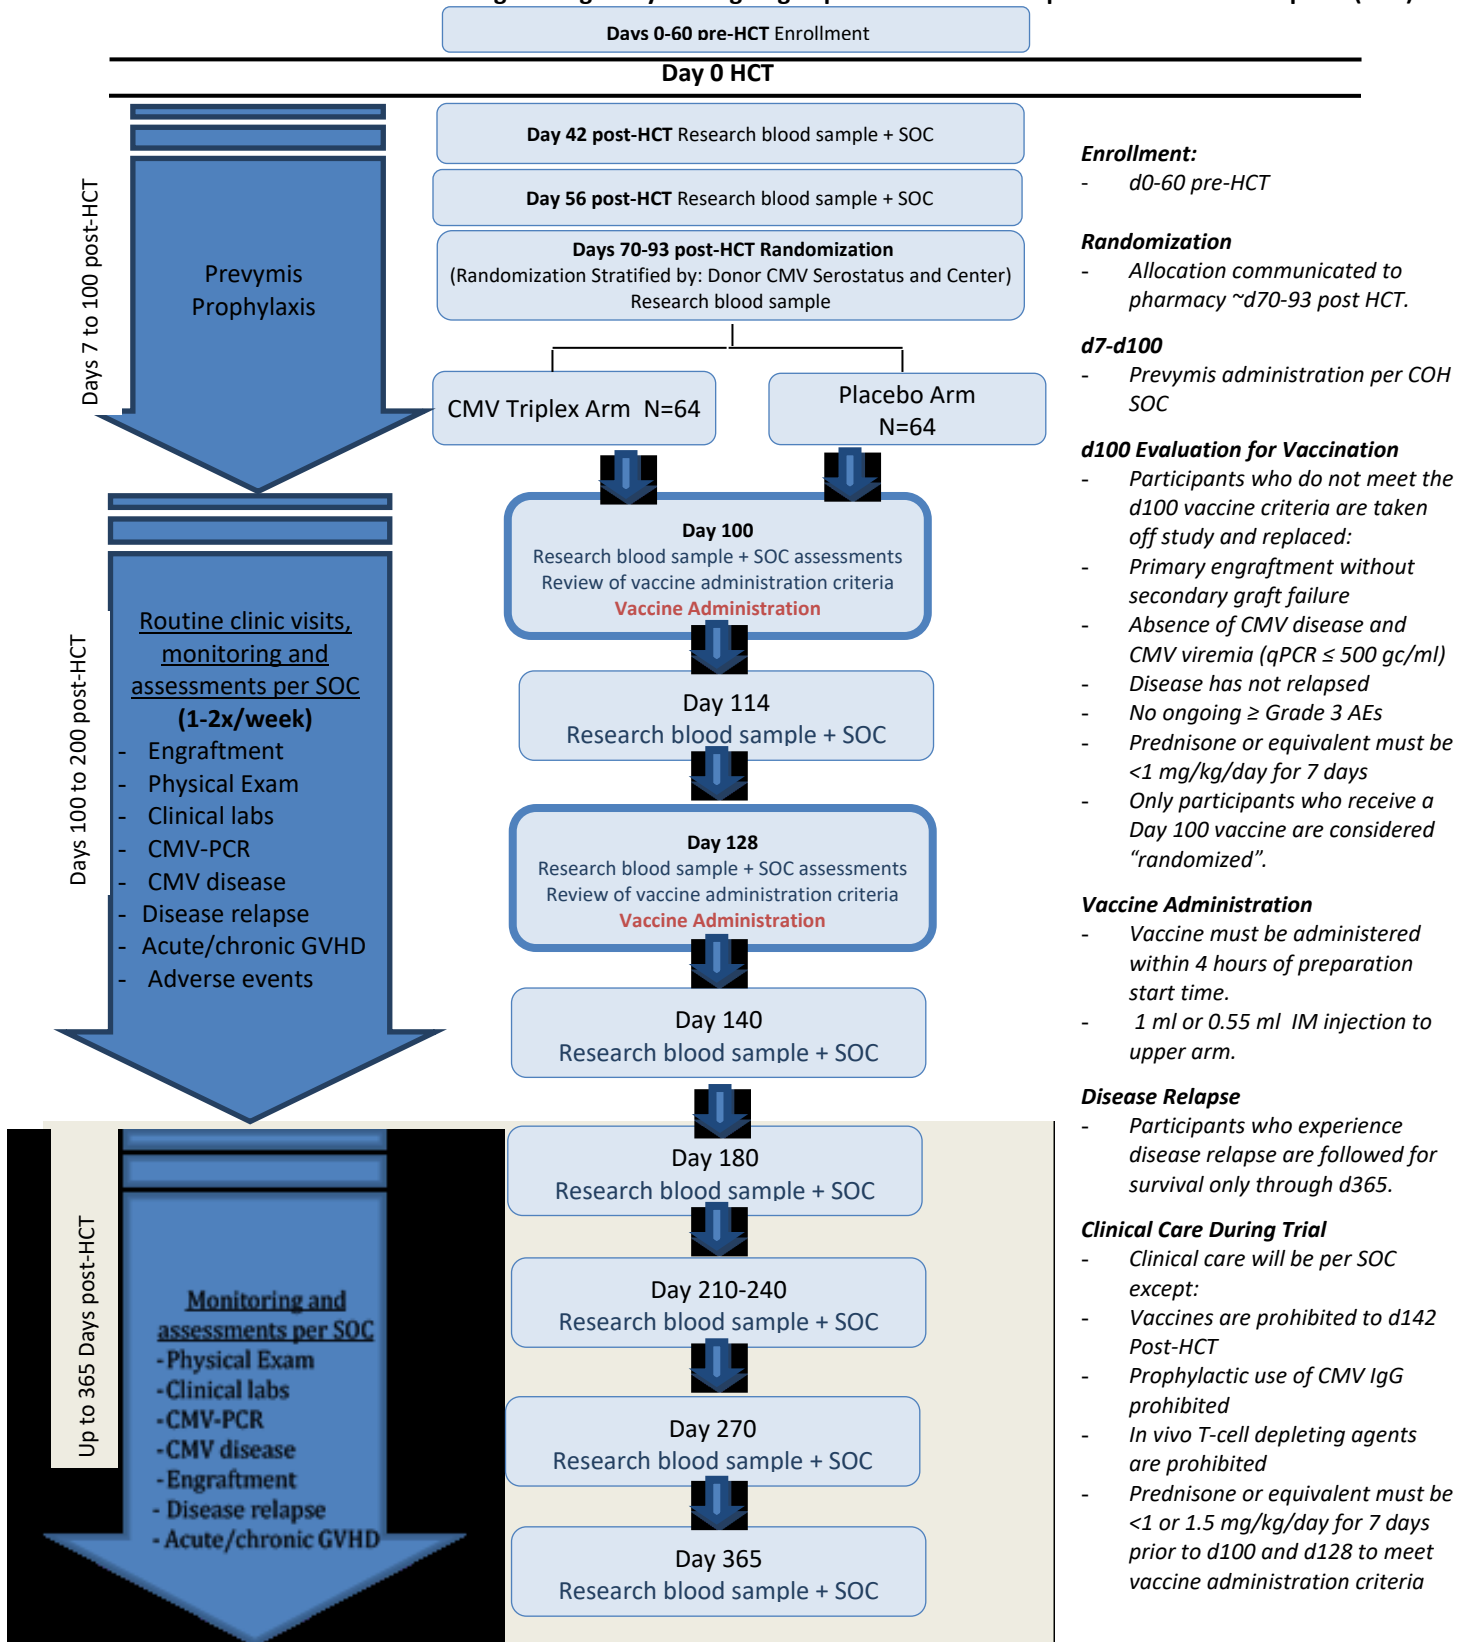 Days 0-60 pre-HCT Enrollment
Day 0 HCT
Days 7 to 100 post-HCT
Prevymis
Prophylaxis
Day 42 post-HCT Research blood sample + SOC
Day 56 post-HCT Research blood sample + SOC
Days 70-93 post-HCT Randomization
(Randomization Stratified by: Donor CMV Serostatus and Center)
Research blood sample
CMV Triplex Arm N=64
Placebo Arm
N=64
Day 100
Research blood sample + SOC assessments
Review of vaccine administration criteria
Vaccine Administration
Day 114
Research blood sample + SOC
Day 128
Research blood sample + SOC assessments
Review of vaccine administration criteria
Vaccine Administration
Day 140
Research blood sample + SOC
Day 180
Research blood sample + SOC
Day 210-240
Research blood sample + SOC
Day 270
Research blood sample + SOC
Day 365
Research blood sample + SOC
Days 100 to 200 post-HCT
Routine clinic visits,
monitoring and
assessments per SOC
(1-2x/week)
- Engraftment
- Physical Exam
- Clinical labs
- CMV-PCR
- CMV disease
- Disease relapse
- Acute/chronic GVHD
- Adverse events
Up to 365 Days post-HCT
Monitoring and
assessments per SOC
- Physical Exam
- Clinical labs
- CMV-PCR
- CMV disease
- Engraftment
- Disease relapse
- Acute/chronic GVHD
Enrollment:
- d0-60 pre-HCT
Randomization
- Allocation communicated to
pharmacy ~d70-93 post HCT.
d7-d100
- Prevymis administration per COH
SOC
d100 Evaluation for Vaccination
- Participants who do not meet the
d100 vaccine criteria are taken
off study and replaced:
- Primary engraftment without
secondary graft failure
- Absence of CMV disease and
CMV viremia (qPCR ≤ 500 gc/ml)
- Disease has not relapsed
- No ongoing ≥ Grade 3 AEs
- Prednisone or equivalent must be
<1 mg/kg/day for 7 days
- Only participants who receive a
Day 100 vaccine are considered
“randomized”.
Vaccine Administration
- Vaccine must be administered
within 4 hours of preparation
start time.
- 1 ml or 0.55 ml IM injection to
upper arm.
Disease Relapse
- Participants who experience
disease relapse are followed for
survival only through d365.
Clinical Care During Trial
- Clinical care will be per SOC
except:
- Vaccines are prohibited to d142
Post-HCT
- Prophylactic use of CMV IgG
prohibited
- In vivo T-cell depleting agents
are prohibited
- Prednisone or equivalent must be
<1 or 1.5 mg/kg/day for 7 days
prior to d100 and d128 to meet
vaccine administration criteria